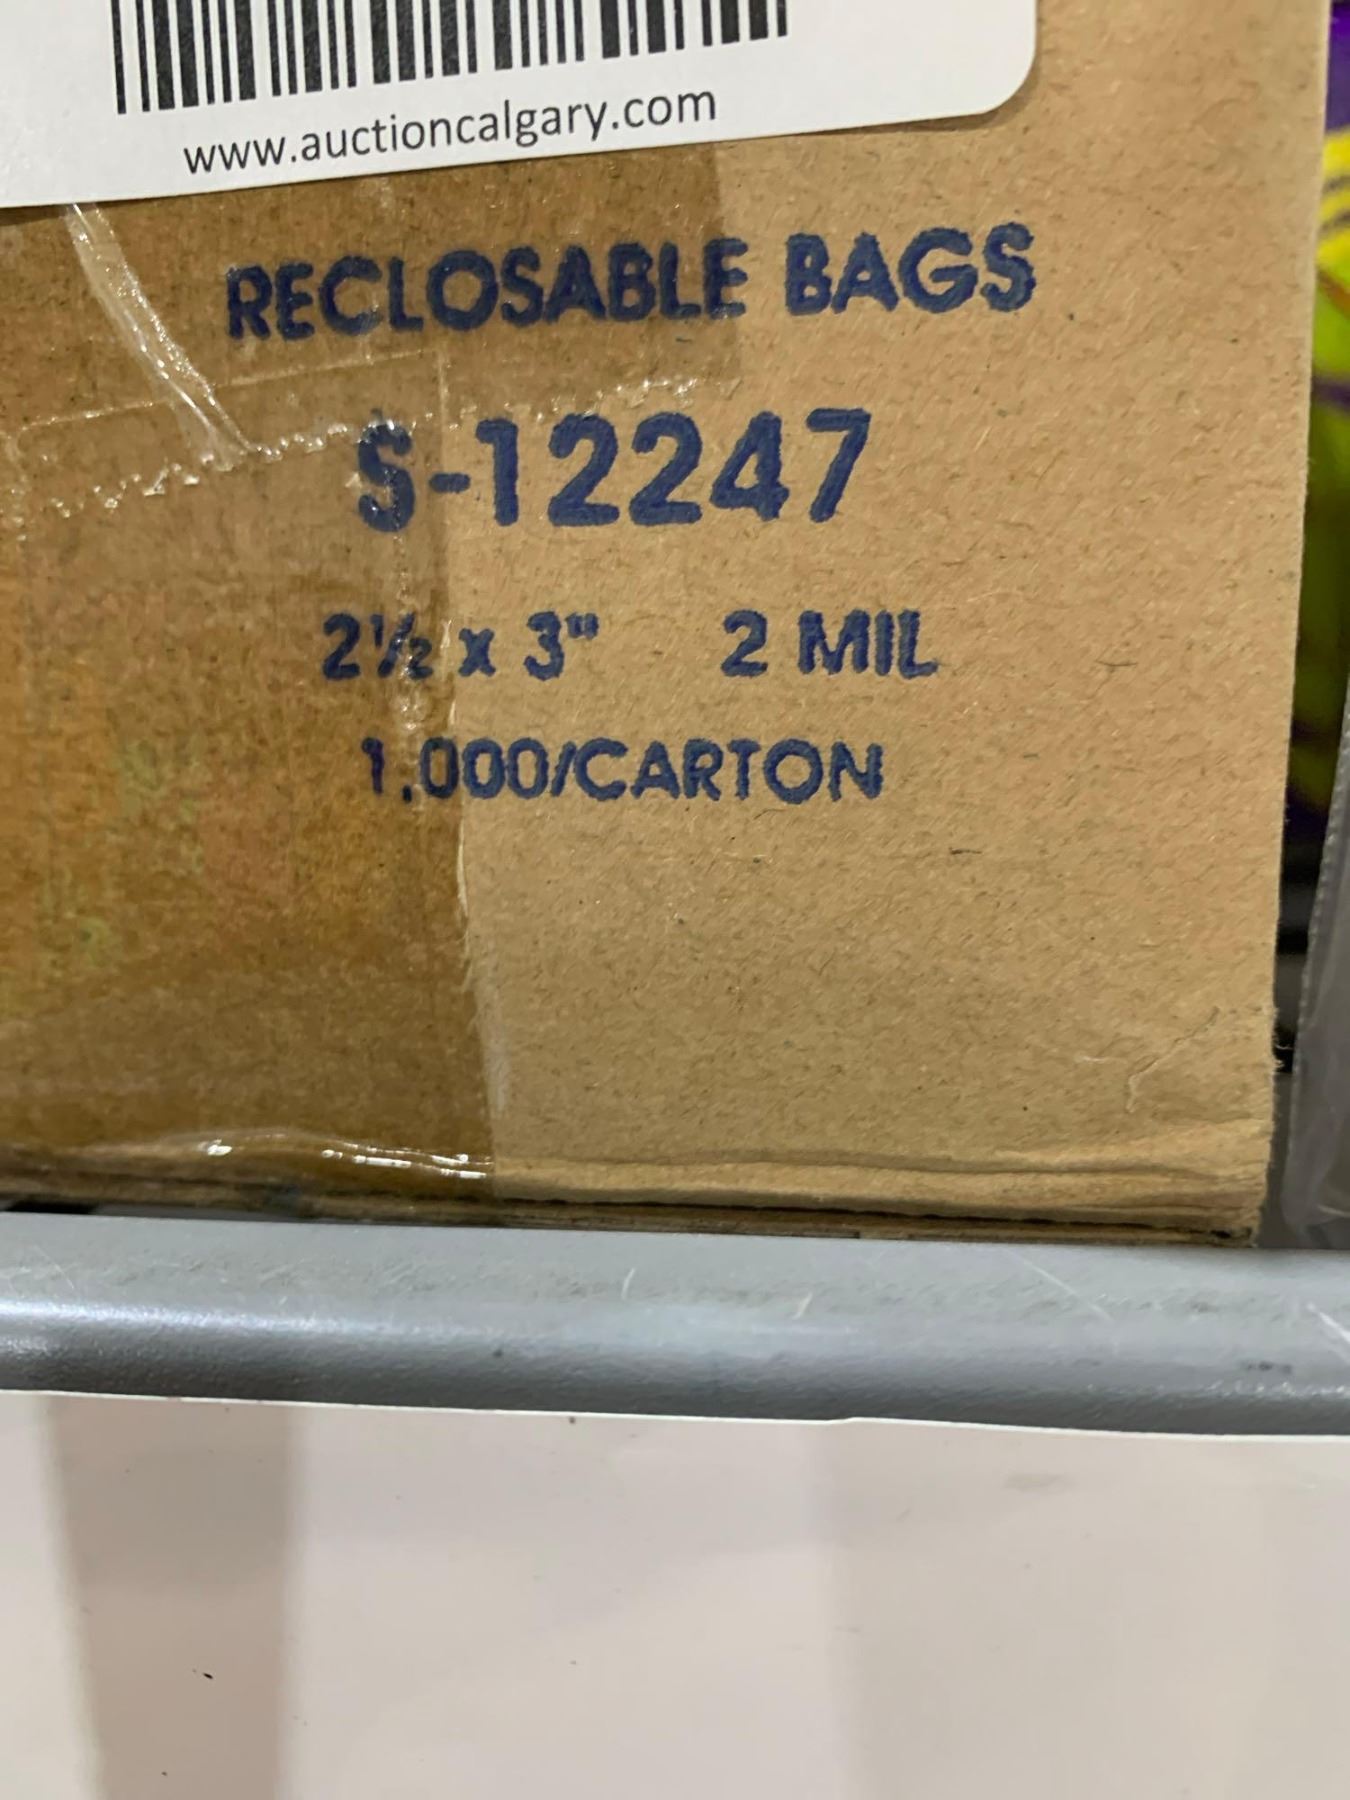 www.auctioncalgary.com
RECLOSABLE BAGS
S-12247
2½ x 3" 2 MIL
1,000/CARTON